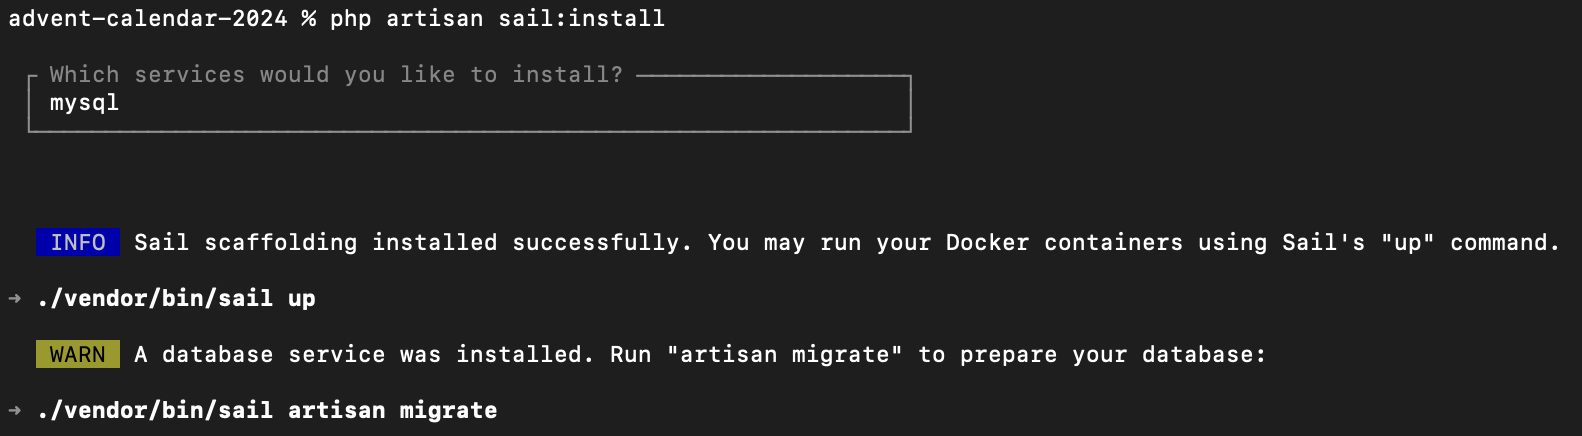 advent-calendar-2024 % php artisan sail:install
Which services would you like to install?
mysql
INFO Sail scaffolding installed successfully. You may run your Docker containers using Sail's "up" command.
➜ ./vendor/bin/sail up
WARN A database service was installed. Run "artisan migrate" to prepare your database:
➜ ./vendor/bin/sail artisan migrate